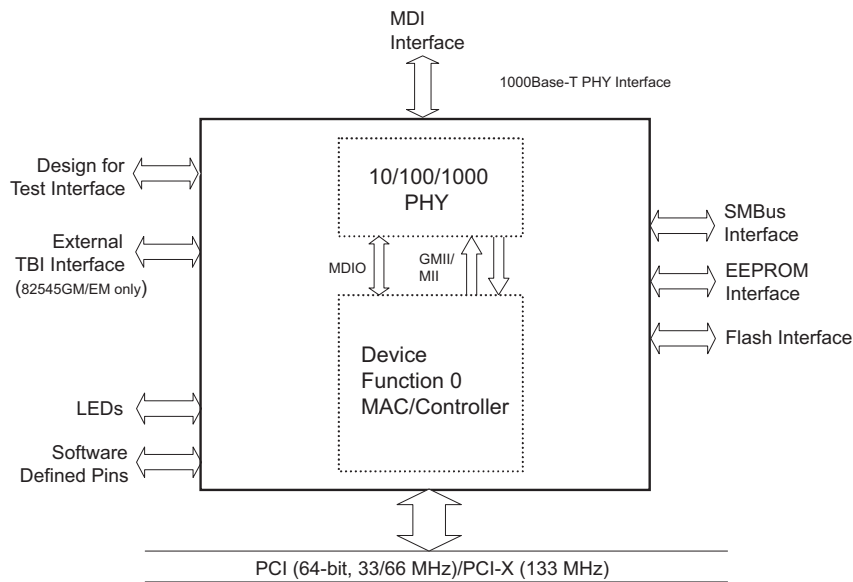 MDI
Interface
1000Base-T PHY Interface
Design for
Test Interface
10/100/1000
PHY
SMBus
Interface
External
TBI Interface
(82545GM/EM only)
MDIO
GMII/
MII
EEPROM
Interface
Flash Interface
Device
Function 0
MAC/Controller
LEDs
Software
Defined Pins
PCI (64-bit, 33/66 MHz)/PCI-X (133 MHz)